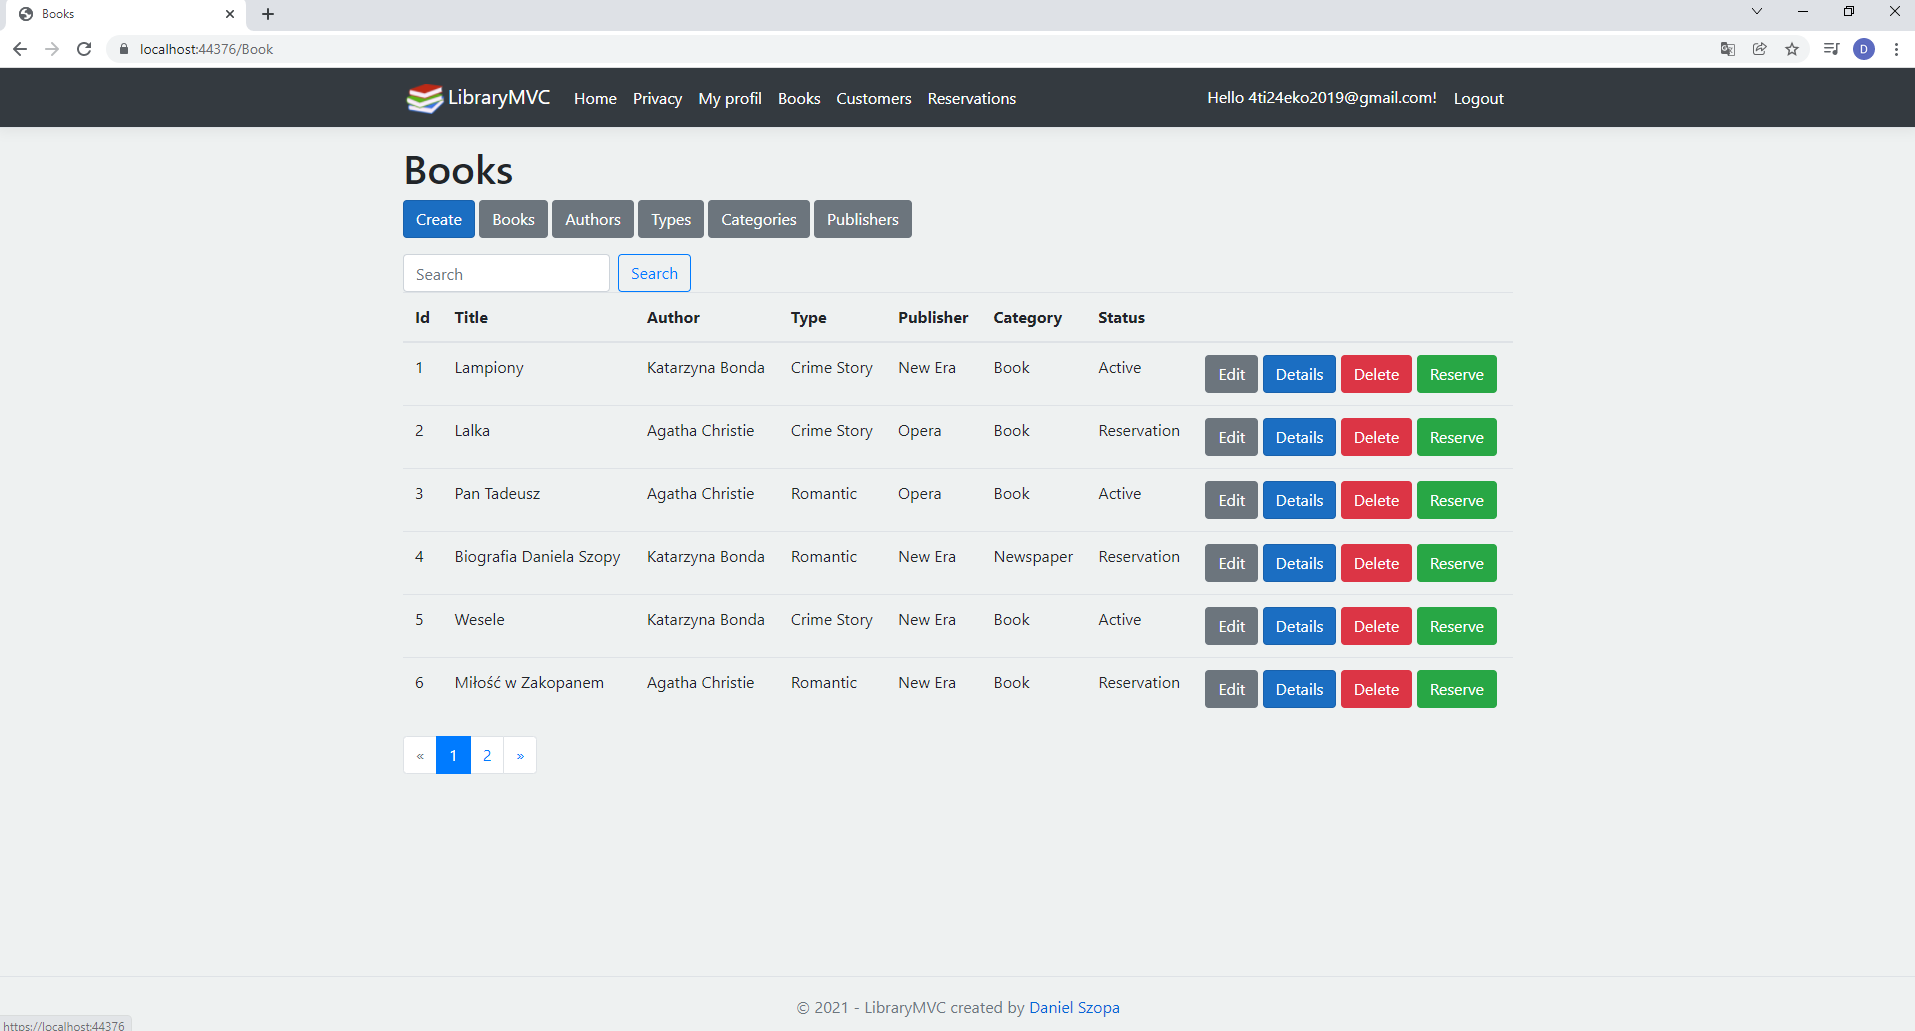 Books
localhost:44376/Book
D
LibraryMVC Home Privacy My profil Books Customers Reservations Hello 4ti24eko2019@gmail.com! Logout
Books
Create Books Authors Types Categories Publishers
Search Search
Id Title Author Type Publisher Category Status
1 Lampiony Katarzyna Bonda Crime Story New Era Book Active Edit Details Delete Reserve
2 Lalka Agatha Christie Crime Story Opera Book Reservation Edit Details Delete Reserve
3 Pan Tadeusz Agatha Christie Romantic Opera Book Active Edit Details Delete Reserve
4 Biografia Daniela Szopy Katarzyna Bonda Romantic New Era Newspaper Reservation Edit Details Delete Reserve
5 Wesele Katarzyna Bonda Crime Story New Era Book Active Edit Details Delete Reserve
6 Miłość w Zakopanem Agatha Christie Romantic New Era Book Reservation Edit Details Delete Reserve
« 1 2 »
© 2021 - LibraryMVC created by Daniel Szopa
https://localhost:44376